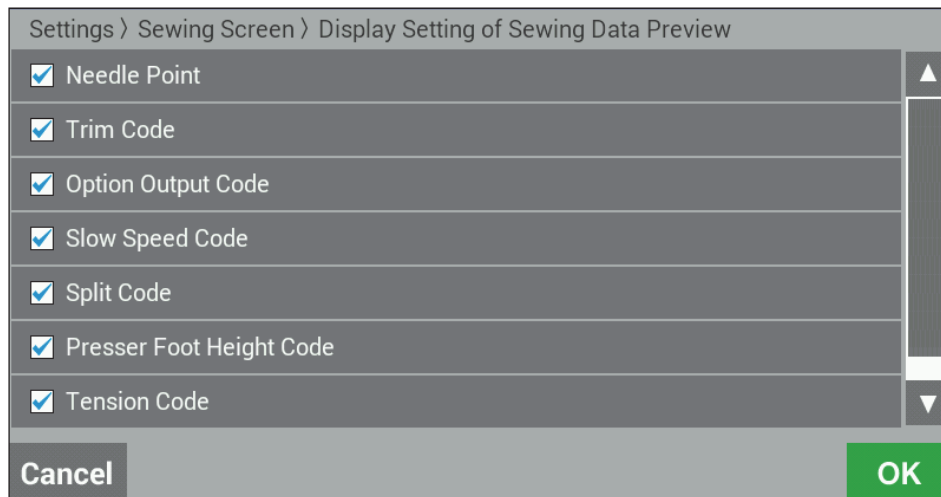 Settings 〉 Sewing Screen 〉 Display Setting of Sewing Data Preview
Needle Point
Trim Code
Option Output Code
Slow Speed Code
Split Code
Presser Foot Height Code
Tension Code
Cancel
OK